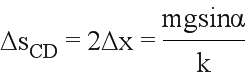 Δs_CD = 2Δx = mgsinα / k